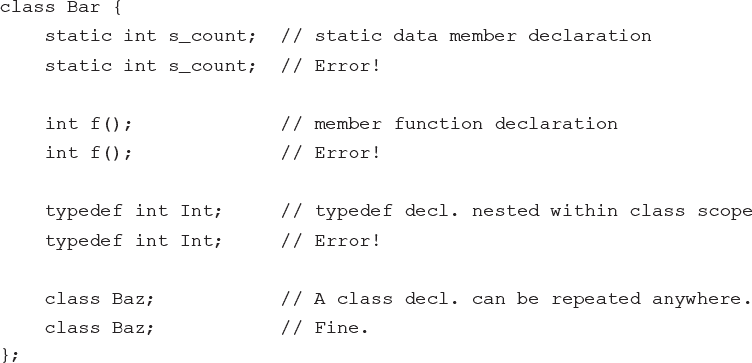 class Bar {
    static int s_count;  // static data member declaration
    static int s_count;  // Error!
    int f();             // member function declaration
    int f();             // Error!
    typedef int Int;     // typedef decl. nested within class scope
    typedef int Int;     // Error!
    class Baz;           // A class decl. can be repeated anywhere.
    class Baz;           // Fine.
};